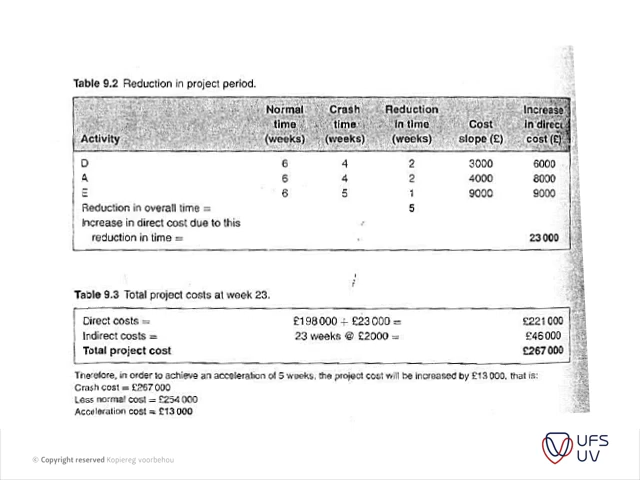 Table 9.2 Reduction in project period.
Activity Normal time (weeks) Crash time (weeks) Reduction in time (weeks) Cost slope (£) Increase in direct cost (£)
D 6 4 2 3000 6000
A 6 4 2 4000 8000
E 6 5 1 9000 9000
Reduction in overall time = 5
Increase in direct cost due to this
reduction in time = 23 000
Table 9.3 Total project costs at week 23.
Direct costs = £198 000 + £23 000 = £221 000
Indirect costs = 23 weeks @ £2000 = £46 000
Total project cost £267 000
Therefore, in order to achieve an acceleration of 5 weeks, the project cost will be increased by £13 000, that is:
Crash cost = £267 000
Less normal cost = £254 000
Acceleration cost = £13 000
UFS
UV
© Copyright reserved Kopiereg voorbehou